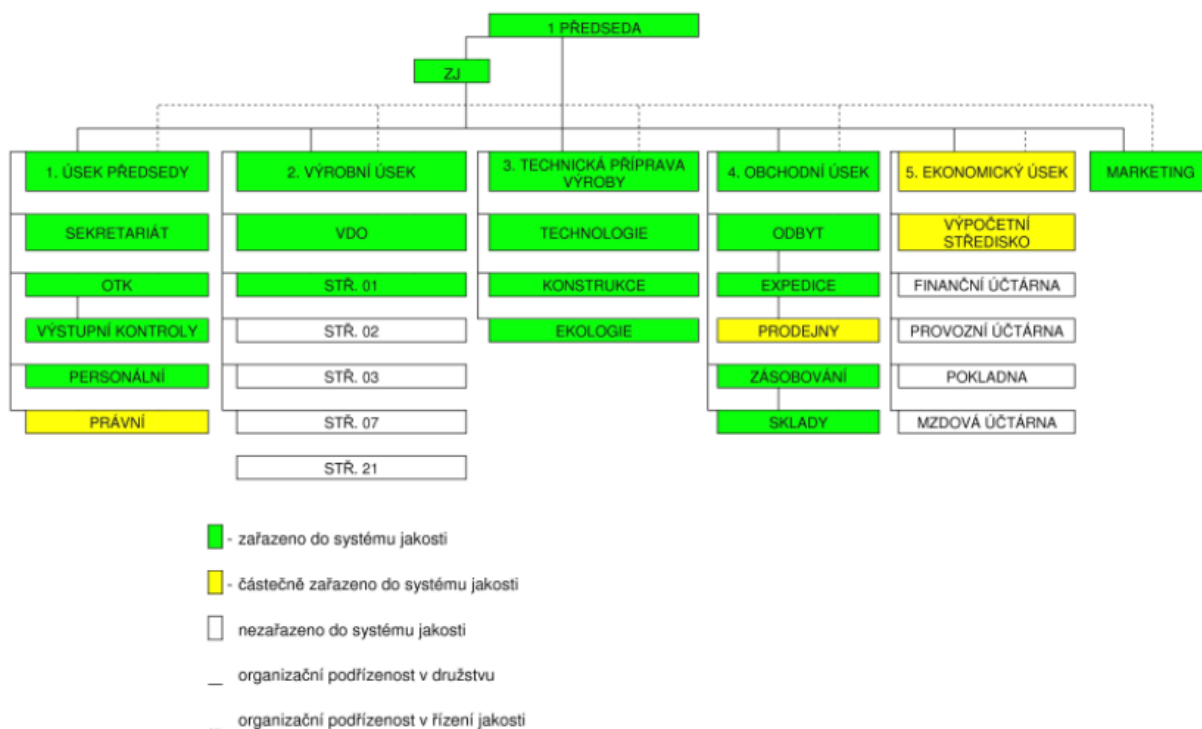 1 PŘEDSEDA
ZJ
1. ÚSEK PŘEDSEDY
SEKRETARIÁT
OTK
VÝSTUPNÍ KONTROLY
PERSONÁLNÍ
PRÁVNÍ
2. VÝROBNÍ ÚSEK
VDO
STŘ. 01
STŘ. 02
STŘ. 03
STŘ. 07
STŘ. 21
3. TECHNICKÁ PŘÍPRAVA
VÝROBY
TECHNOLOGIE
KONSTRUKCE
EKOLOGIE
4. OBCHODNÍ ÚSEK
ODBYT
EXPEDICE
PRODEJNY
ZÁSOBOVÁNÍ
SKLADY
5. EKONOMICKÝ ÚSEK
VÝPOČETNÍ
STŘEDISKO
FINANČNÍ ÚČTÁRNA
PROVOZNÍ ÚČTÁRNA
POKLADNA
MZDOVÁ ÚČTÁRNA
MARKETING
- zařazeno do systému jakosti
- částečně zařazeno do systému jakosti
nezařazeno do systému jakosti
organizační podřízenost v družstvu
organizační podřízenost v řízení jakosti